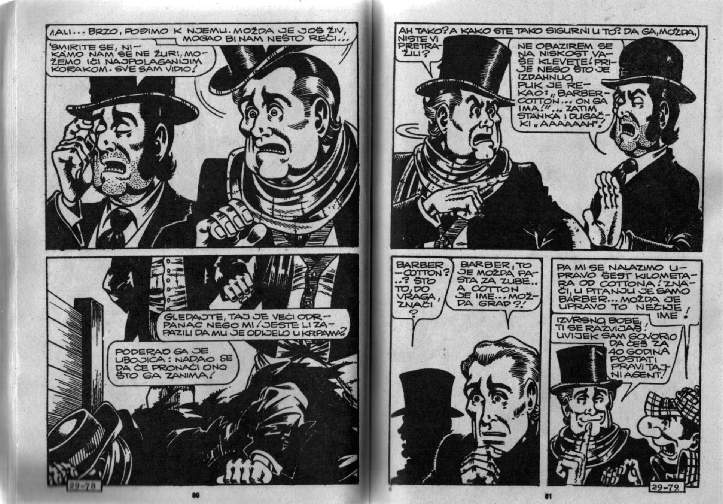 ALI... BRZO, POĐIMO K NJEMU. MOŽDA JE JOŠ ŽIV,
MOGAO BI NAM NEŠTO REĆI...
SMIRITE SE, NI-
KAMO NAM SE NE ŽURI, MO-
ŽEMO IĆI NAJPOLAGANIJIM
KORAKOM. SVE SAM VIDIO!
GLEDAJTE, TAJ JE VEĆI ODR-
PANAC NEGO MI! JESTE LI ZA-
PAZILI DA MU JE ODIJELO U KRPAMA?
PODERAO GA JE
UBOJICA: NADAO SE
DA ĆE PRONAĆI ONO
ŠTO GA ZANIMA!
29-78
80
AH TAKO? A KAKO STE TAKO SIGURNI U TO? DA GA, MOŽDA,
NISTE VI
PRETRA-
ŽILI?
NE OBAZIREM SE
NA NISKOST VA-
ŠE KLEVETE! PRI-
JE NEGO ŠTO JE
IZDAHNUO
PUK JE RE-
KAO: „BARBER-
COTTON... ON GA
IMA!"... ZATIM
STANKA I DUGAČ-
KI „AAAAAAH"!
BARBER
-COTTON?
..? ŠTO
TO, DO
VRAGA,
ZNAČI
?
BARBER, TO
JE MOŽDA PA-
STA ZA ZUBE..
A COTTON
JE IME... MOŽ-
DA GRAD?!
PA MI SE NALAZIMO U-
PRAVO ŠEST KILOMETA-
RA OD COTTONA! ZNA-
ČI, U PITANJU JE SAMO
BARBER... MOŽDA JE
UPRAVO TO NEČIJE
IME!
IZVRSNO, BOBE,
TI SE RAZVIJAŠ!
UVIJEK SAM GOVORIO
DA ĆEŠ ZA
40 GODINA
POSTATI
PRAVI TAJ-
NI AGENT!
29-79
81